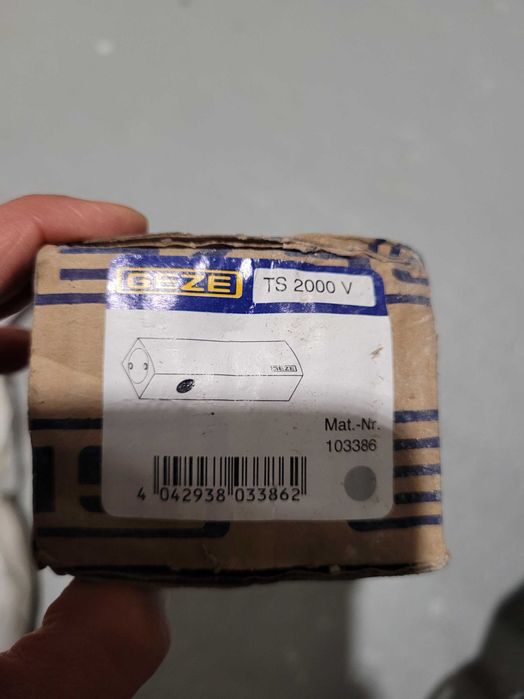 GEZE
TS 2000 V
GEZE
Mat.-Nr.
103386
4 042938 033862